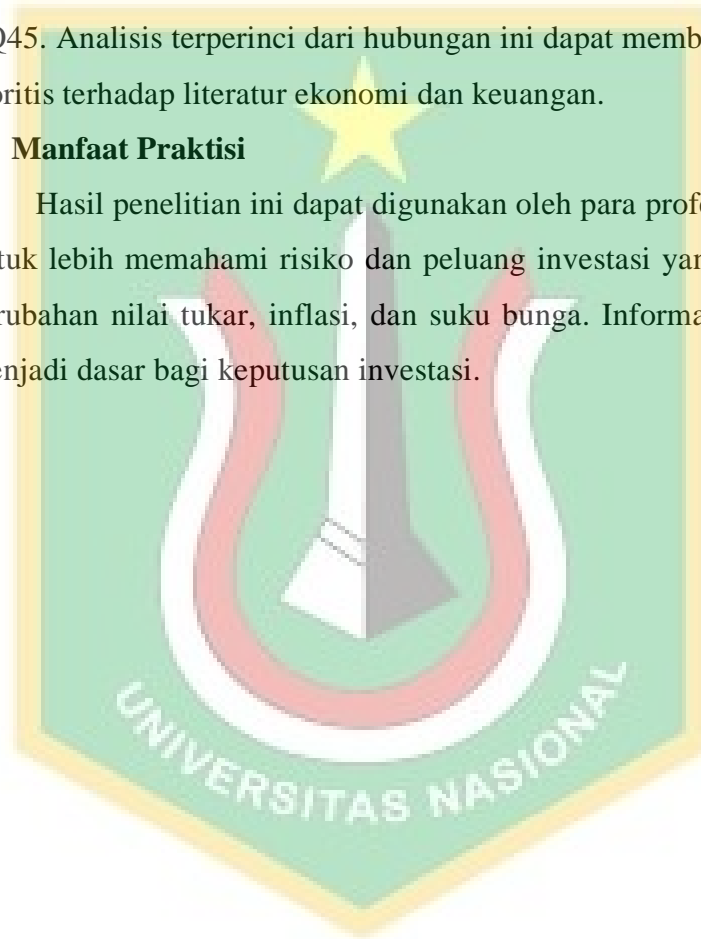 Q45. Analisis terperinci dari hubungan ini dapat memb
oritis terhadap literatur ekonomi dan keuangan.
Manfaat Praktisi
Hasil penelitian ini dapat digunakan oleh para prof
tuk lebih memahami risiko dan peluang investasi yan
rubahan nilai tukar, inflasi, dan suku bunga. Informa
enjadi dasar bagi keputusan investasi.
UNIVERSITAS NASIONAL